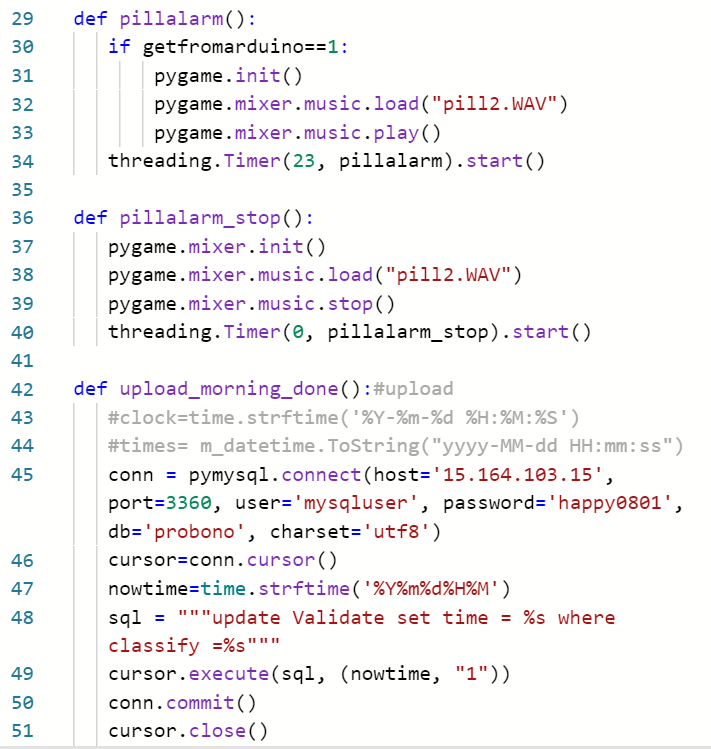 29 def pillalarm():
30 if getfromarduino==1:
31 pygame.init()
32 pygame.mixer.music.load("pill2.WAV")
33 pygame.mixer.music.play()
34 threading.Timer(23, pillalarm).start()
35
36 def pillalarm_stop():
37 pygame.mixer.init()
38 pygame.mixer.music.load("pill2.WAV")
39 pygame.mixer.music.stop()
40 threading.Timer(0, pillalarm_stop).start()
41
42 def upload_morning_done():#upload
43 #clock=time.strftime('%Y-%m-%d %H:%M:%S')
44 #times= m_datetime.ToString("yyyy-MM-dd HH:mm:ss")
45 conn = pymysql.connect(host='15.164.103.15',
port=3360, user='mysqluser', password='happy0801',
db='probono', charset='utf8')
46 cursor=conn.cursor()
47 nowtime=time.strftime('%Y%m%d%H%M')
48 sql = """update Validate set time = %s where
classify =%s"""
49 cursor.execute(sql, (nowtime, "1"))
50 conn.commit()
51 cursor.close()